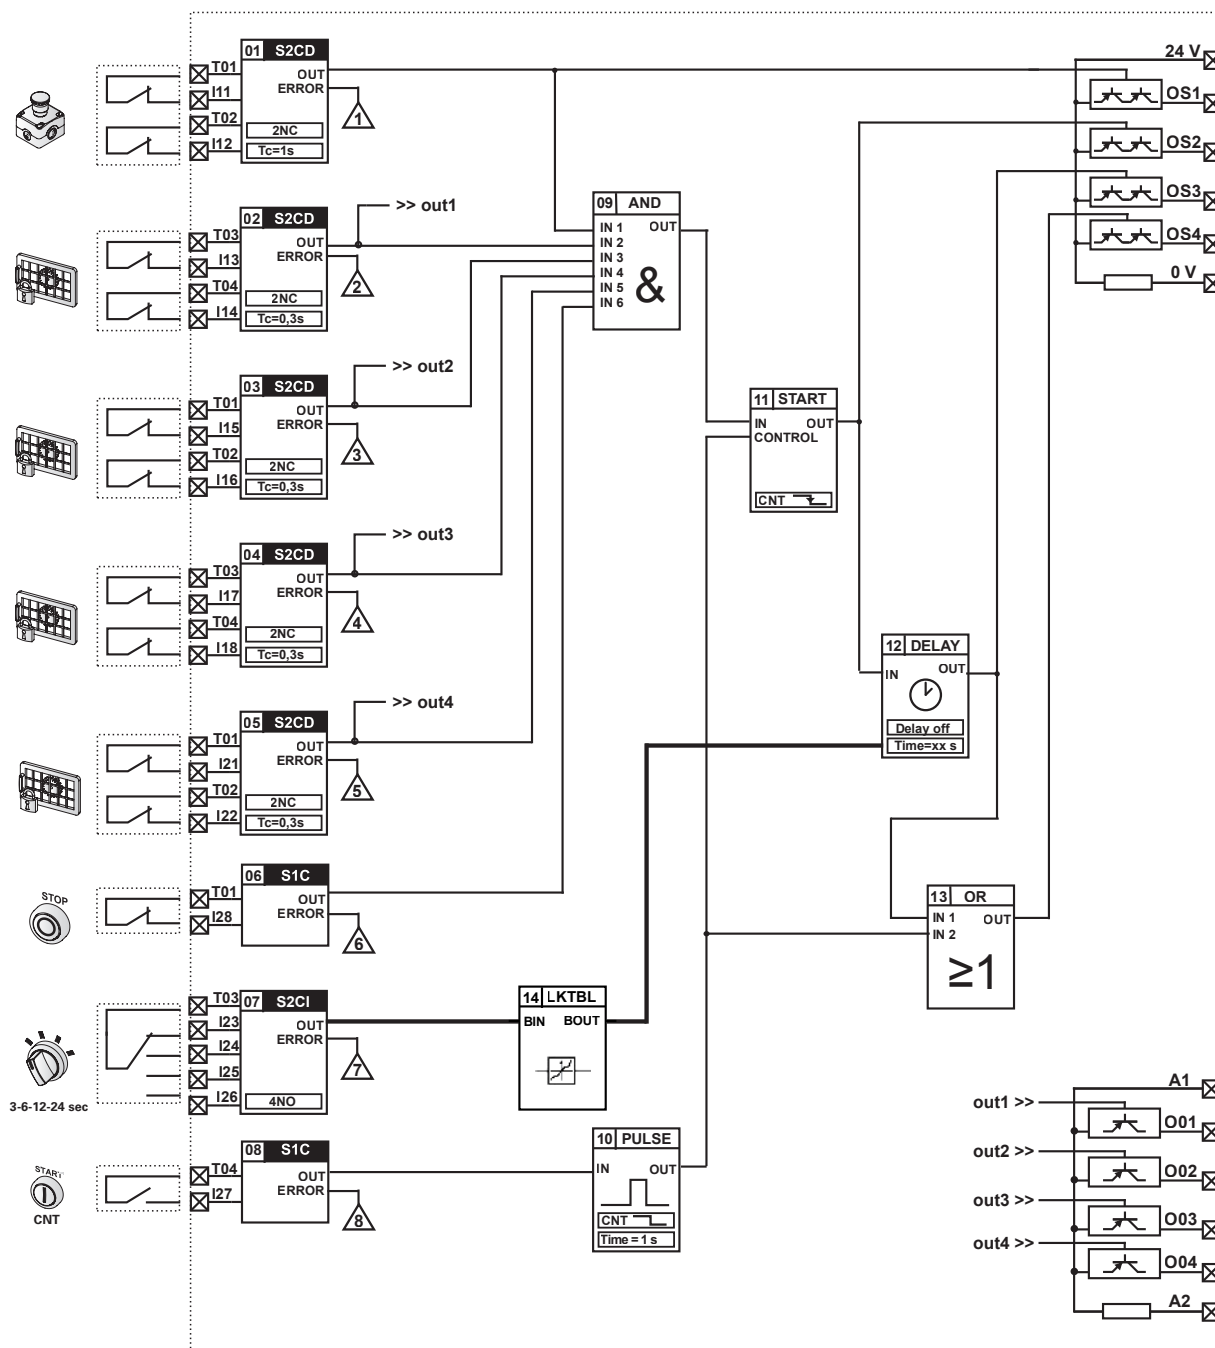 01 S2CD
T01
I11
T02
I12
OUT
ERROR
1
2NC
Tc=1s
02 S2CD
T03
I13
T04
I14
OUT
ERROR
2
2NC
Tc=0,3s
>> out1
03 S2CD
T01
I15
T02
I16
OUT
ERROR
3
2NC
Tc=0,3s
>> out2
04 S2CD
T03
I17
T04
I18
OUT
ERROR
4
2NC
Tc=0,3s
>> out3
05 S2CD
T01
I21
T02
I22
OUT
ERROR
5
2NC
Tc=0,3s
>> out4
STOP
06 S1C
T01
I28
OUT
ERROR
6
3-6-12-24 sec
07 S2CI
T03
I23
I24
I25
I26
OUT
ERROR
7
4NO
START
CNT
08 S1C
T04
I27
OUT
ERROR
8
09 AND
IN 1 OUT
IN 2
IN 3
IN 4
IN 5
IN 6
&
14 LKTBL
BIN BOUT
10 PULSE
IN OUT
CNT
Time = 1 s
11 START
IN OUT
CONTROL
CNT
12 DELAY
IN OUT
Delay off
Time=xx s
13 OR
IN 1 OUT
IN 2
≥1
24 V
OS1
OS2
OS3
OS4
0 V
A1
out1 >>
O01
out2 >>
O02
out3 >>
O03
out4 >>
O04
A2